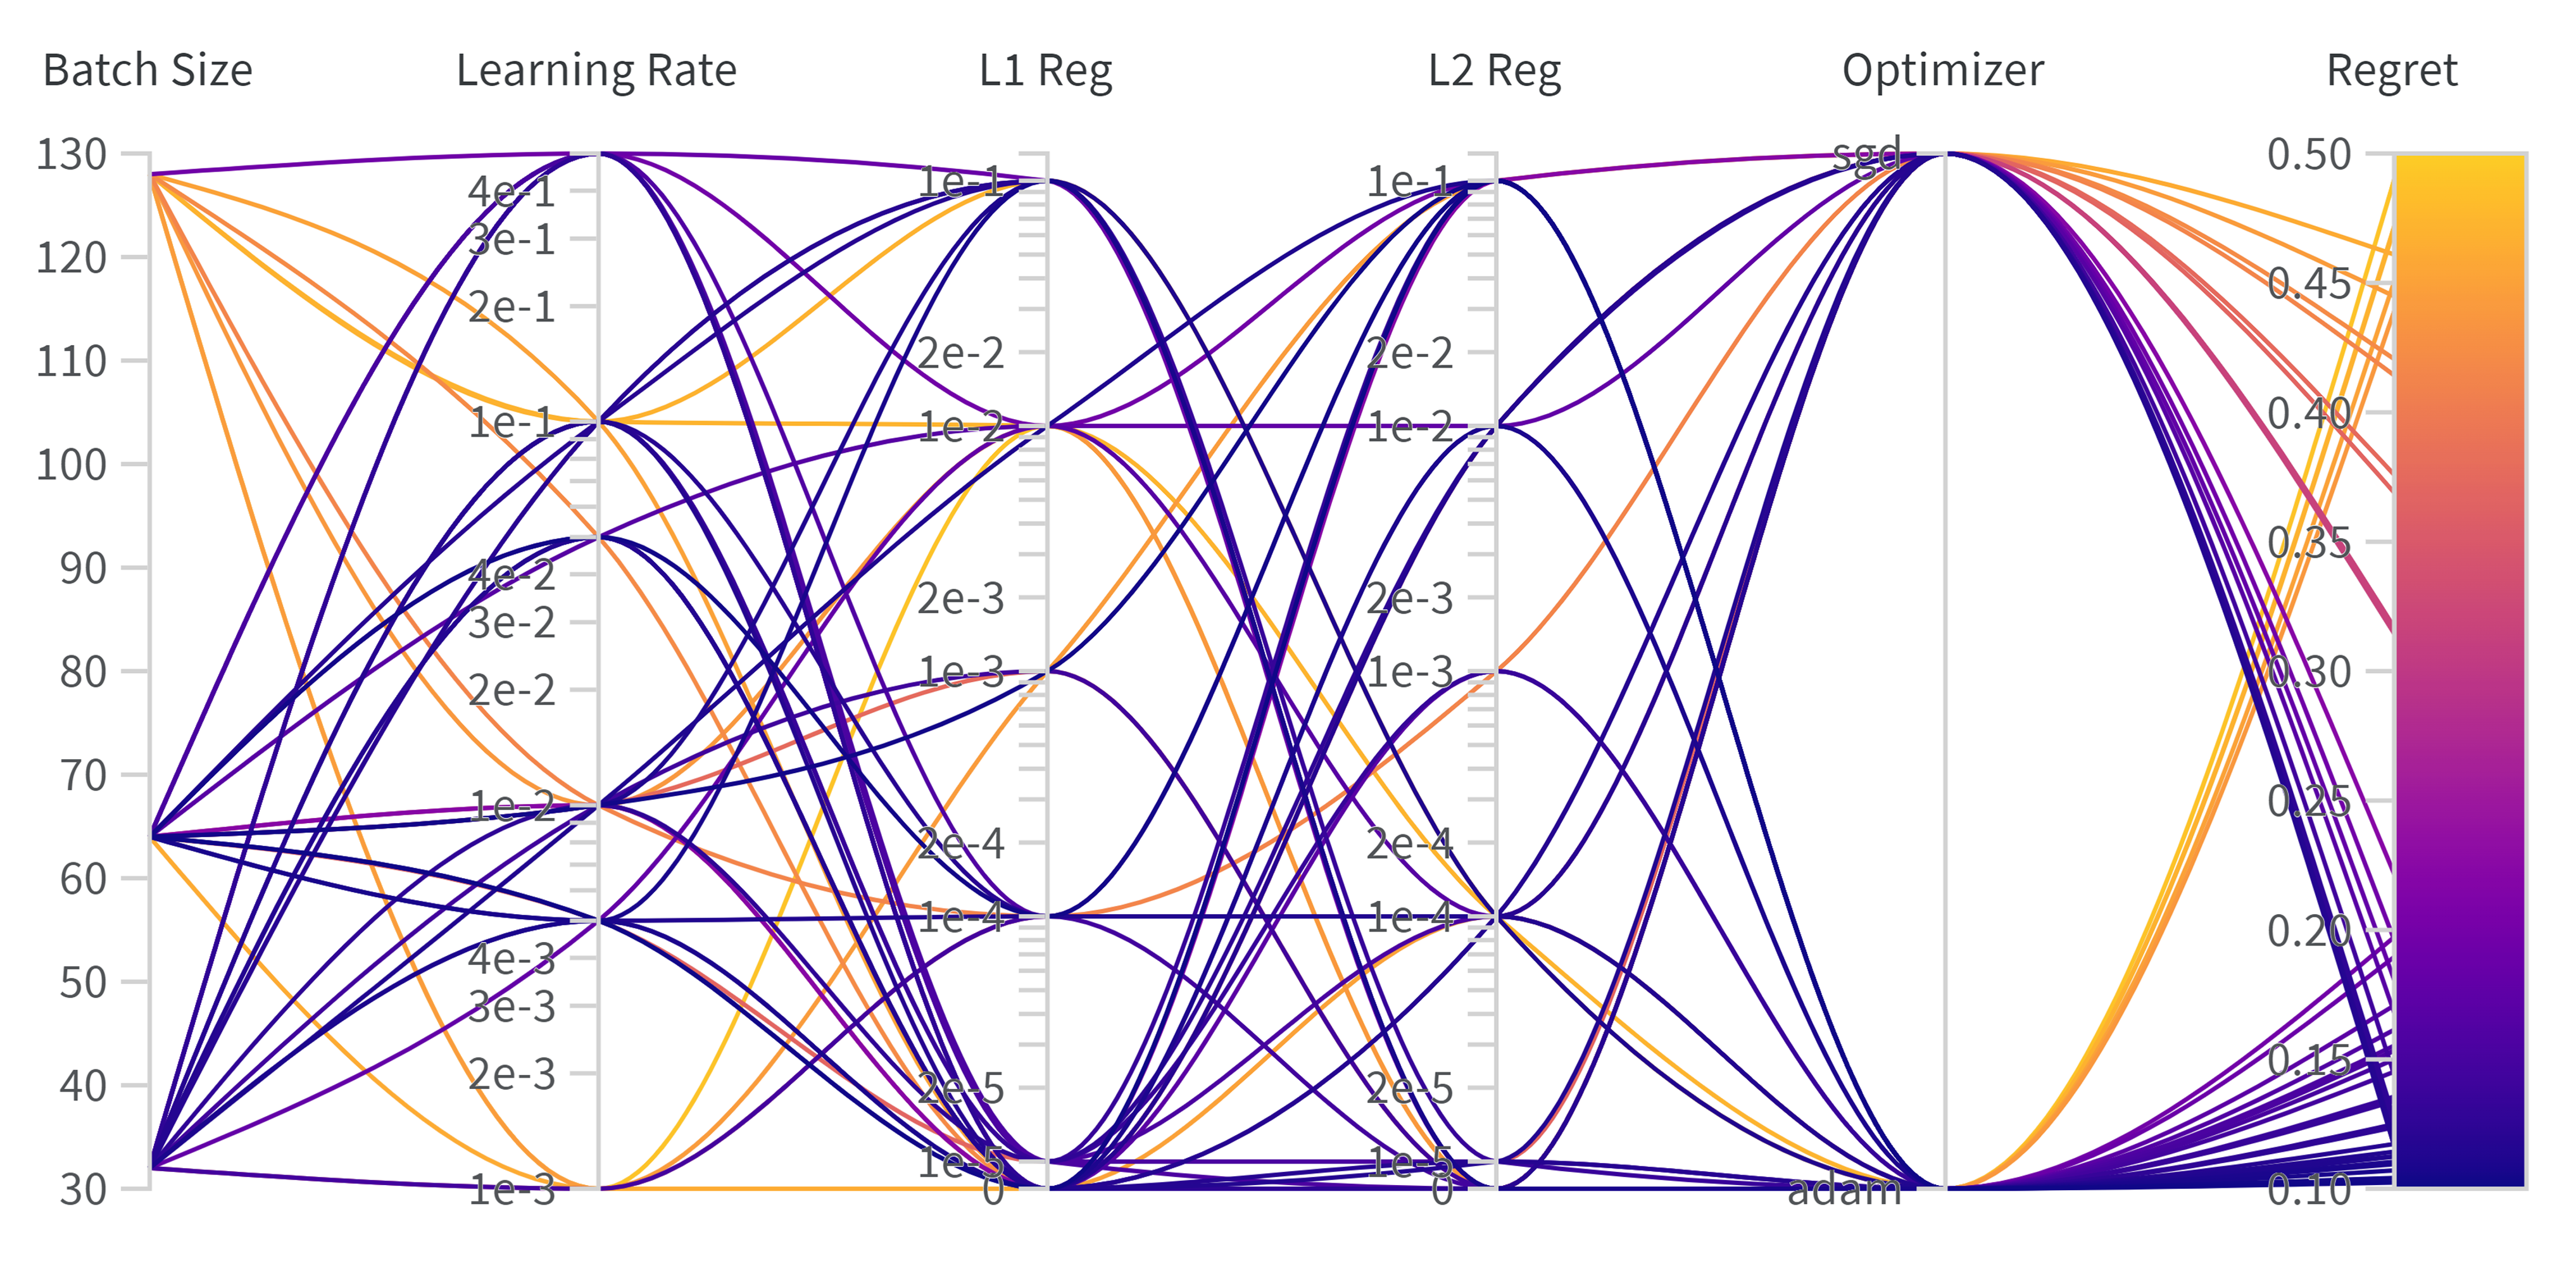 Batch Size
Learning Rate
L1 Reg
L2 Reg
Optimizer
Regret
130
120
110
100
90
80
70
60
50
40
30
4e-1
3e-1
2e-1
1e-1
4e-2
3e-2
2e-2
1e-2
4e-3
3e-3
2e-3
1e-3
1e-1
2e-2
1e-2
2e-3
1e-3
2e-4
1e-4
2e-5
1e-5
0
1e-1
2e-2
1e-2
2e-3
1e-3
2e-4
1e-4
2e-5
1e-5
0
sgd
adam
0.50
0.45
0.40
0.35
0.30
0.25
0.20
0.15
0.10